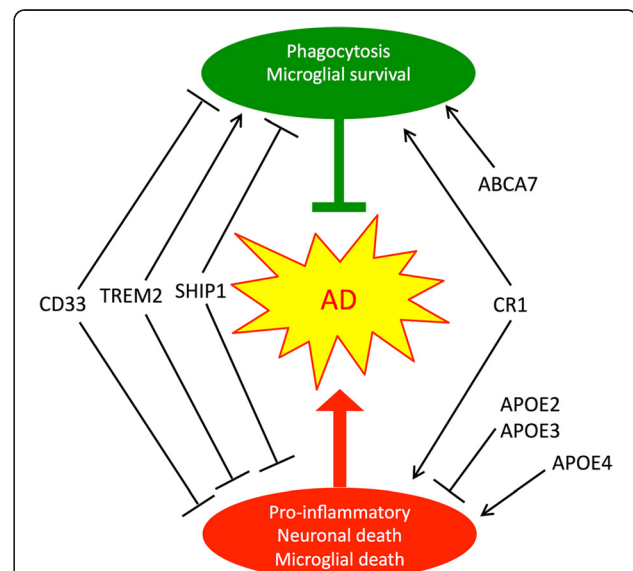 Phagocytosis
Microglial survival
ABCA7
CD33
TREM2
SHIP1
AD
CR1
APOE2
APOE3
APOE4
Pro-inflammatory
Neuronal death
Microglial death